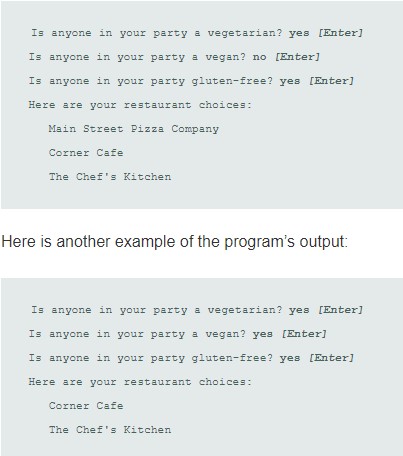 Is anyone in your party a vegetarian? yes [Enter]
Is anyone in your party a vegan? no [Enter]
Is anyone in your party gluten-free? yes [Enter]
Here are your restaurant choices:
Main Street Pizza Company
Corner Cafe
The Chef's Kitchen
Here is another example of the program’s output:
Is anyone in your party a vegetarian? yes [Enter]
Is anyone in your party a vegan? yes [Enter]
Is anyone in your party gluten-free? yes [Enter]
Here are your restaurant choices:
Corner Cafe
The Chef's Kitchen